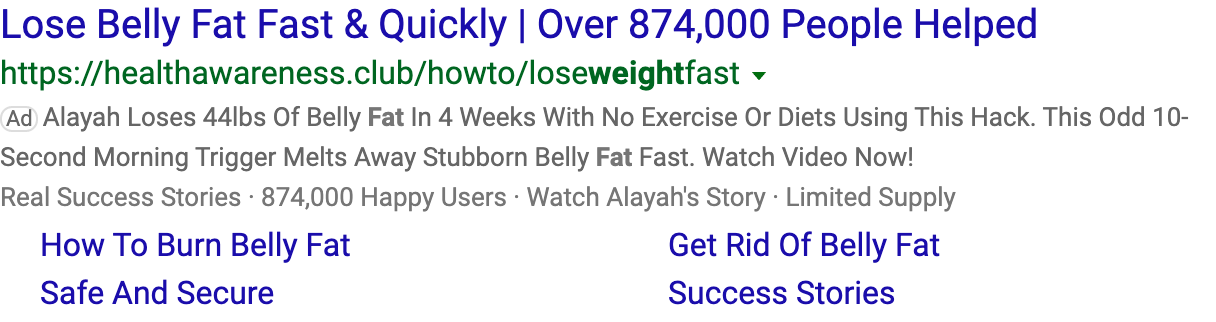 Lose Belly Fat Fast & Quickly | Over 874,000 People Helped
https://healthawareness.club/howto/loseweightfast
Ad Alayah Loses 44lbs Of Belly Fat In 4 Weeks With No Exercise Or Diets Using This Hack. This Odd 10-
Second Morning Trigger Melts Away Stubborn Belly Fat Fast. Watch Video Now!
Real Success Stories · 874,000 Happy Users · Watch Alayah's Story · Limited Supply
How To Burn Belly Fat Get Rid Of Belly Fat
Safe And Secure Success Stories